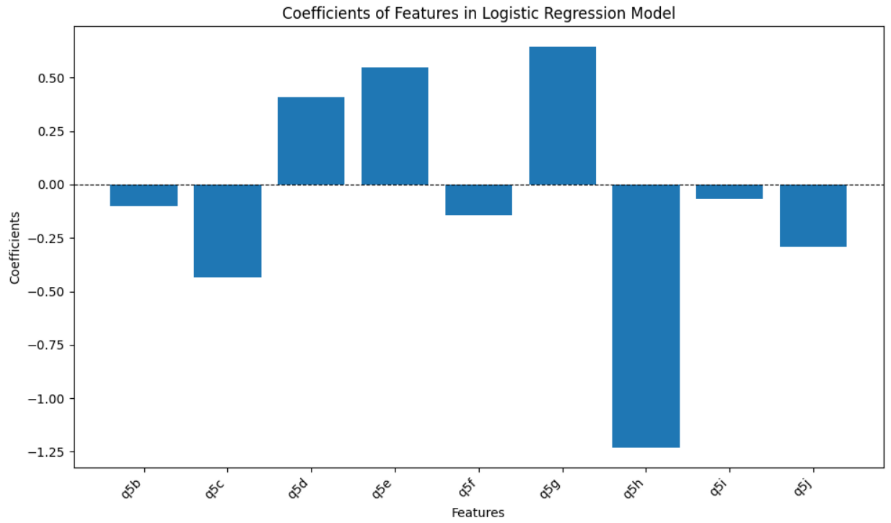 Coefficients of Features in Logistic Regression Model
Coefficients
0.50
0.25
0.00
−0.25
−0.50
−0.75
−1.00
−1.25
q5b
q5c
q5d
q5e
q5f
q5g
q5h
q5i
q5j
Features